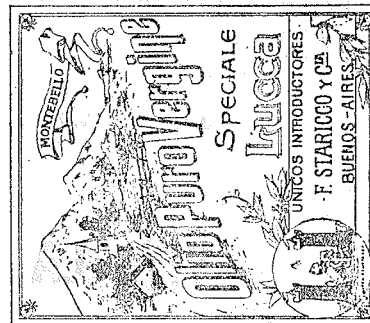 MONTEBELLO
Olio Puro Vergine
SPECIALE
Lucca
UNICOS INTRODUCTORES
F. STARICCO Y CIA
BUENOS-AIRES